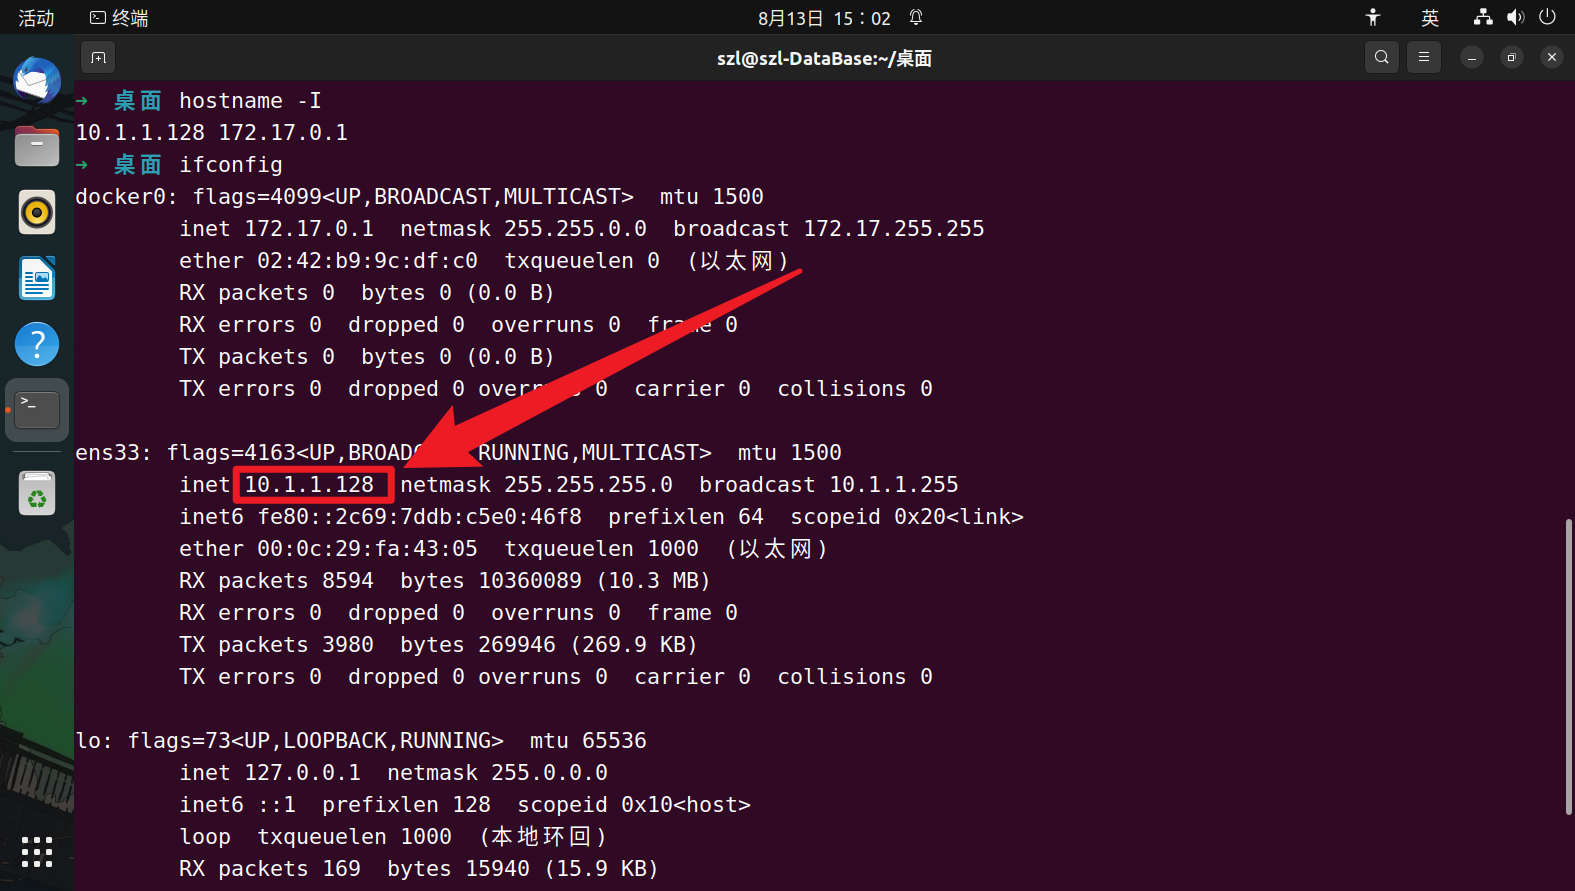 活动 终端 8月13日 15：02 英
szl@szl-DataBase:~/桌面
→ 桌面 hostname -I
10.1.1.128 172.17.0.1
→ 桌面 ifconfig
docker0: flags=4099<UP,BROADCAST,MULTICAST>  mtu 1500
inet 172.17.0.1  netmask 255.255.0.0  broadcast 172.17.255.255
ether 02:42:b9:9c:df:c0  txqueuelen 0  (以太网)
RX packets 0  bytes 0 (0.0 B)
RX errors 0  dropped 0  overruns 0  frame 0
TX packets 0  bytes 0 (0.0 B)
TX errors 0  dropped 0 overruns 0  carrier 0  collisions 0
ens33: flags=4163<UP,BROADCAST,RUNNING,MULTICAST>  mtu 1500
inet 10.1.1.128  netmask 255.255.255.0  broadcast 10.1.1.255
inet6 fe80::2c69:7ddb:c5e0:46f8  prefixlen 64  scopeid 0x20<link>
ether 00:0c:29:fa:43:05  txqueuelen 1000  (以太网)
RX packets 8594  bytes 10360089 (10.3 MB)
RX errors 0  dropped 0  overruns 0  frame 0
TX packets 3980  bytes 269946 (269.9 KB)
TX errors 0  dropped 0 overruns 0  carrier 0  collisions 0
lo: flags=73<UP,LOOPBACK,RUNNING>  mtu 65536
inet 127.0.0.1  netmask 255.0.0.0
inet6 ::1  prefixlen 128  scopeid 0x10<host>
loop  txqueuelen 1000  (本地环回)
RX packets 169  bytes 15940 (15.9 KB)